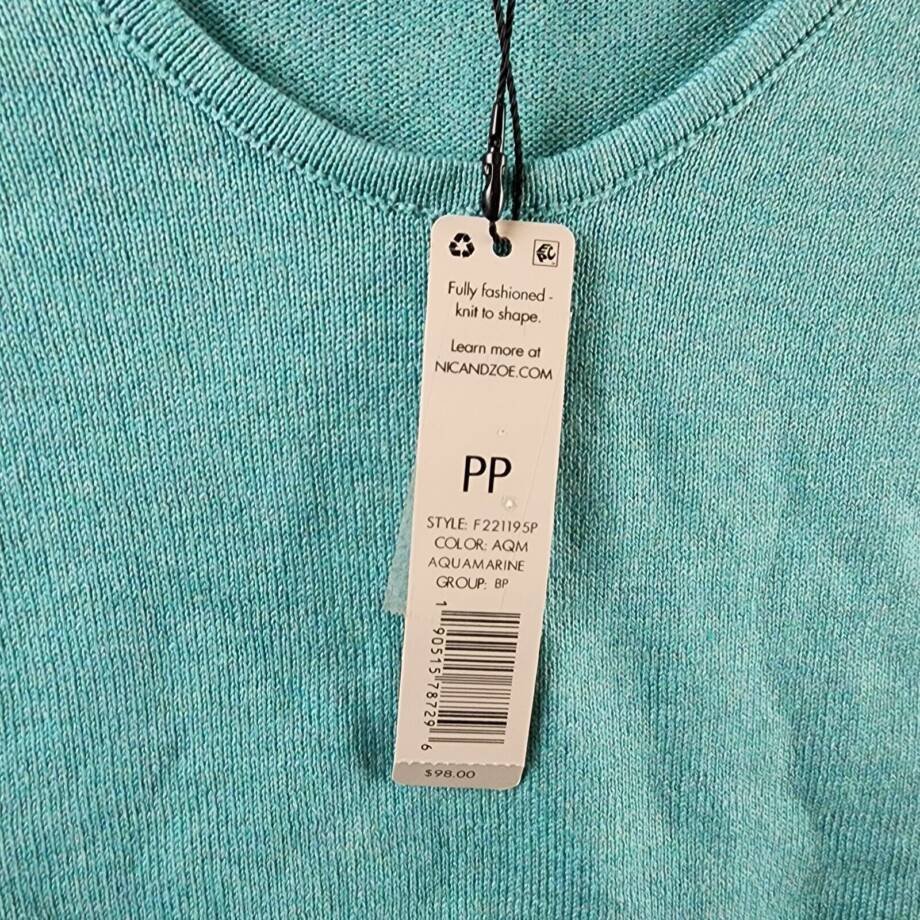 Fully fashioned -
knit to shape.
Learn more at
NICANDZOE.COM
PP
STYLE: F221195P
COLOR: AQM
AQUAMARINE
GROUP: BP
1 90515 78729 6
$98.00